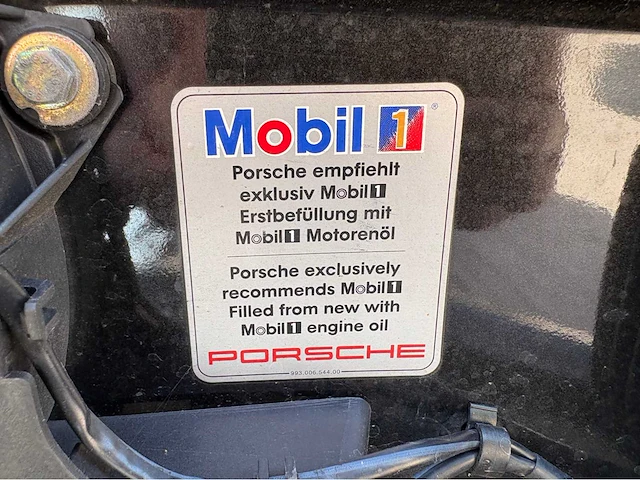 Mobil 1®
Porsche empfiehlt
exklusiv Mobil 1
Erstbefüllung mit
Mobil 1 Motorenöl
Porsche exclusively
recommends Mobil 1
Filled from new with
Mobil 1 engine oil
PORSCHE
993.006.544.00